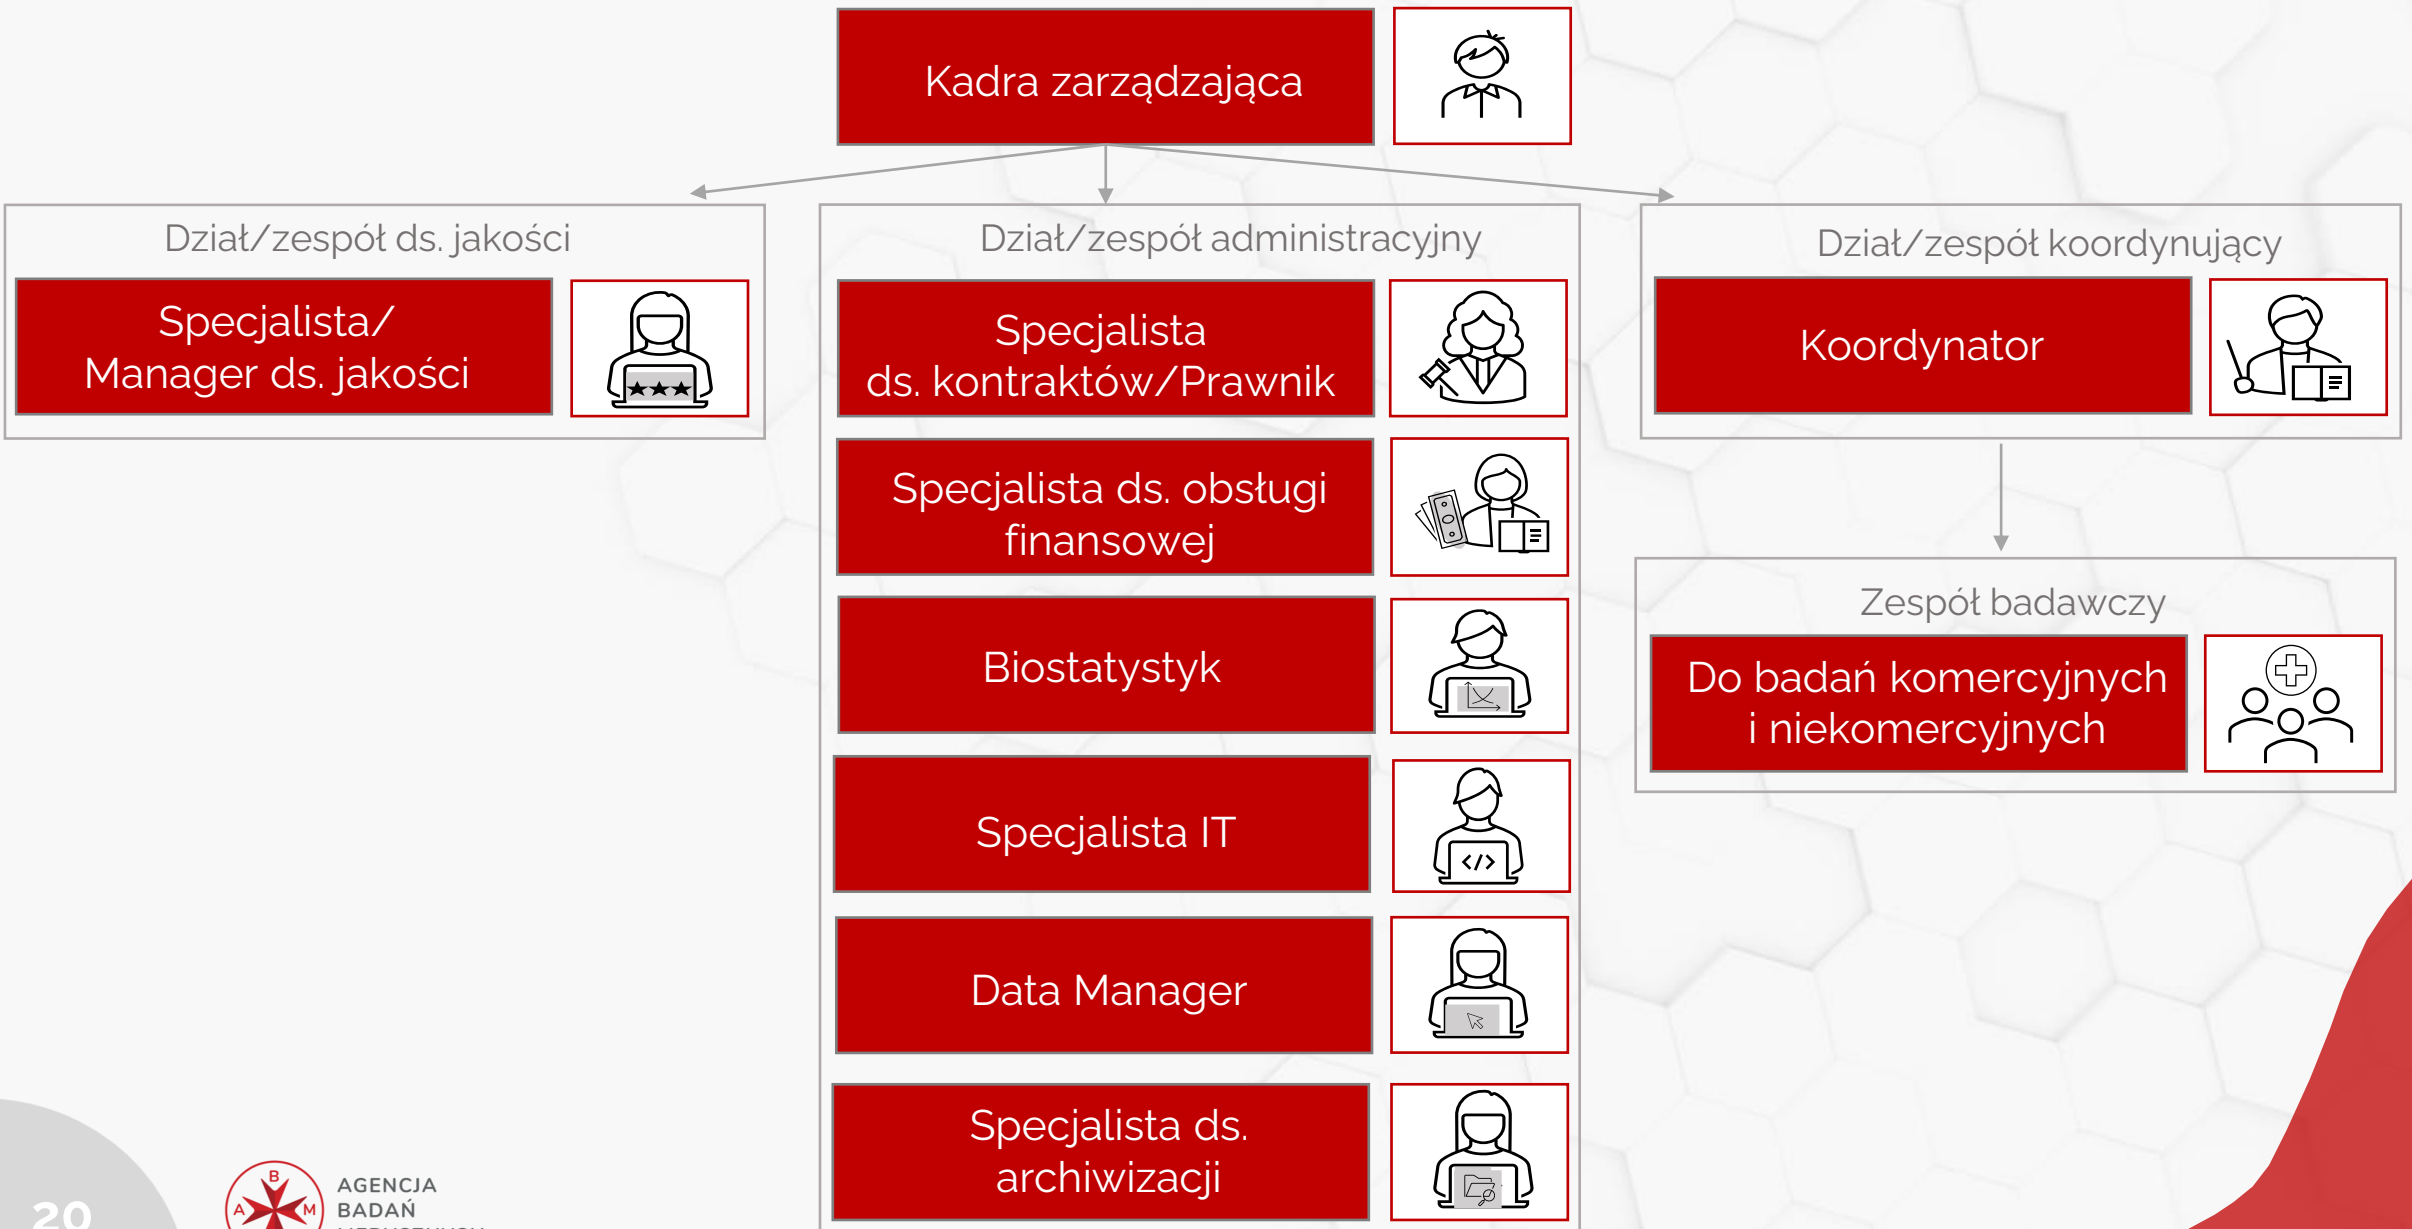 Kadra zarządzająca
Dział/zespół ds. jakości
Specjalista/
Manager ds. jakości
Dział/zespół administracyjny
Specjalista
ds. kontraktów/Prawnik
Specjalista ds. obsługi
finansowej
Biostatystyk
Specjalista IT
</>
Data Manager
Specjalista ds.
archiwizacji
Dział/zespół koordynujący
Koordynator
Zespół badawczy
Do badań komercyjnych
i niekomercyjnych
20
B
A M
AGENCJA
BADAŃ